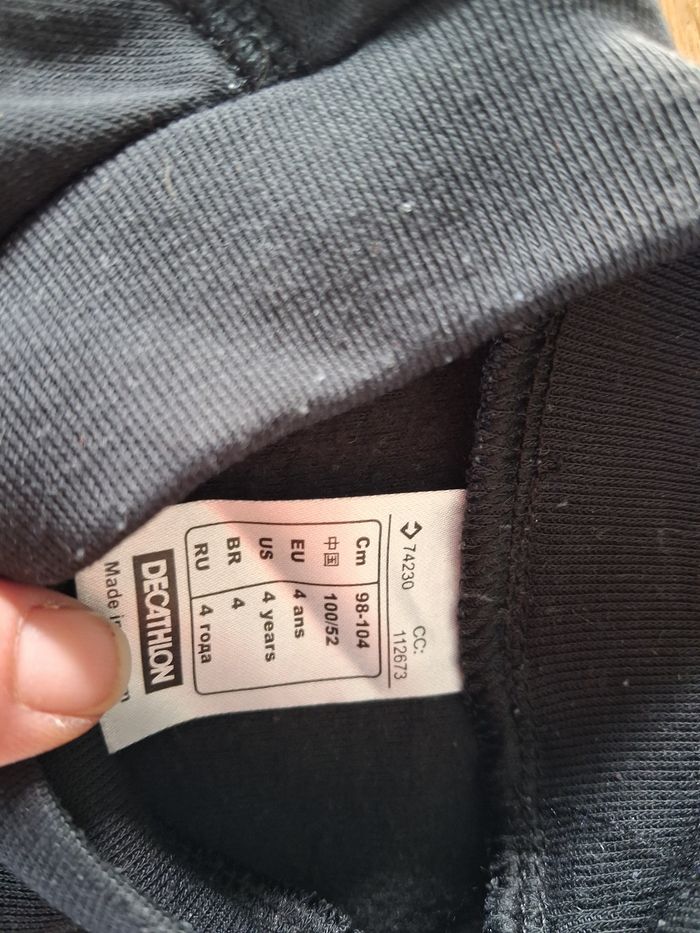 74230 CC:
112673
Cm 98-104
中国 100/52
EU 4 ans
US 4 years
BR 4
RU 4 года
DECATHLON
Made in